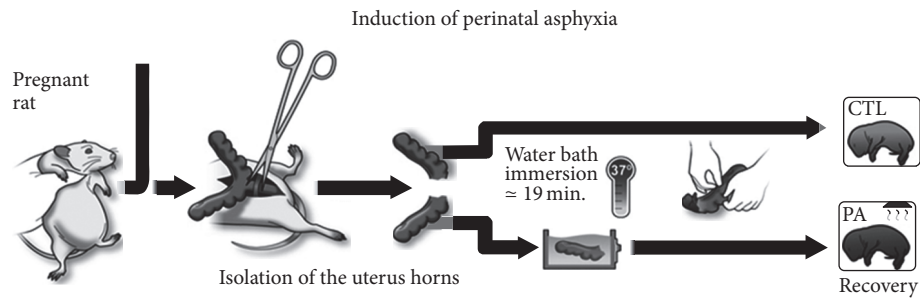 Induction of perinatal asphyxia
Pregnant
rat
CTL
Water bath
immersion
≃ 19 min.
37°
PA
Isolation of the uterus horns
Recovery